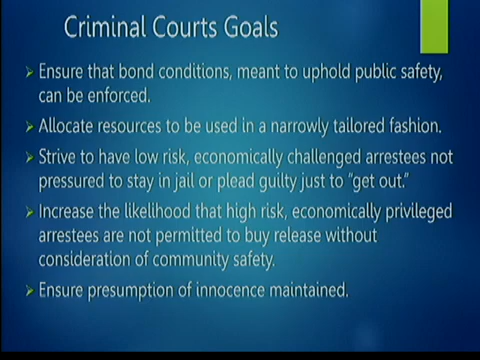 Criminal Courts Goals
Ensure that bond conditions, meant to uphold public safety,
can be enforced.
Allocate resources to be used in a narrowly tailored fashion.
Strive to have low risk, economically challenged arrestees not
pressured to stay in jail or plead guilty just to “get out.”
Increase the likelihood that high risk, economically privileged
arrestees are not permitted to buy release without
consideration of community safety.
Ensure presumption of innocence maintained.